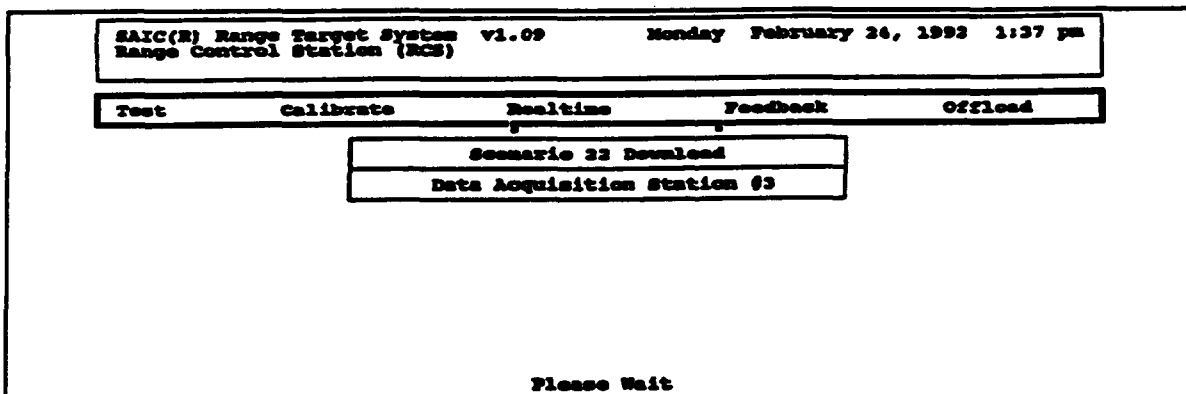 SAIC(R) Range Target System v1.09 Monday February 24, 1992 1:37 pm
Range Control Station (RCS)
Test Calibrate Realtime Feedback Offload
Scenario 22 Download
Data Acquisition Station #3
Please Wait